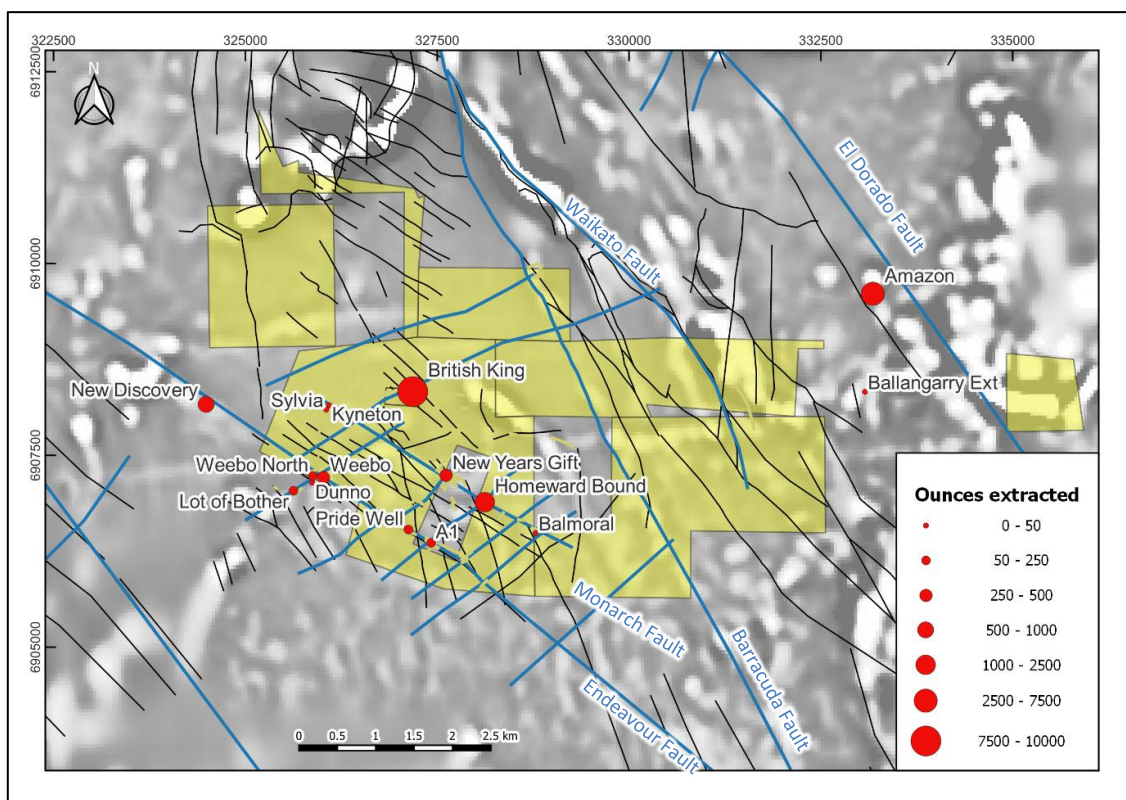 322500
325000
327500
330000
332500
335000
6912500
N
El Dorado Fault
Waikato Fault
6910000
Amazon
British King
Ballangarry Ext
New Discovery
Sylvia
Kyneton
6907500
Weebo North
Weebo
New Years Gift
Lot of Bother
Dunno
Homeward Bound
Pride Well
A1
Balmoral
Monarch Fault
6905000
Barracuda Fault
Endeavour Fault
0 0.5 1 1.5 2 2.5 km
Ounces extracted
0 - 50
50 - 250
250 - 500
500 - 1000
1000 - 2500
2500 - 7500
7500 - 10000